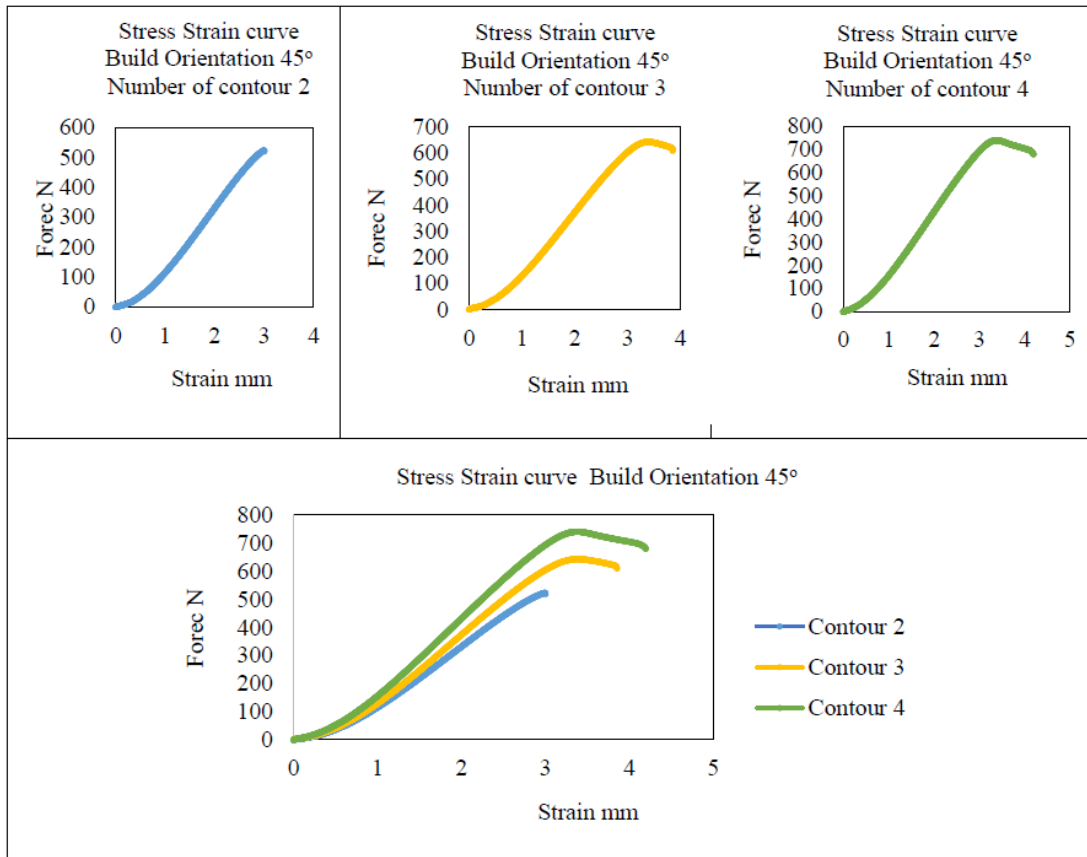 Stress Strain curve
Build Orientation 45°
Number of contour 2
600
500
400
300
200
100
0
Forec N
0 1 2 3 4
Strain mm
Stress Strain curve
Build Orientation 45°
Number of contour 3
700
600
500
400
300
200
100
0
Forec N
0 1 2 3 4
Strain mm
Stress Strain curve
Build Orientation 45°
Number of contour 4
800
700
600
500
400
300
200
100
0
Forec N
0 1 2 3 4 5
Strain mm
Stress Strain curve Build Orientation 45°
800
700
600
500
400
300
200
100
0
Forec N
0 1 2 3 4 5
Strain mm
Contour 2
Contour 3
Contour 4